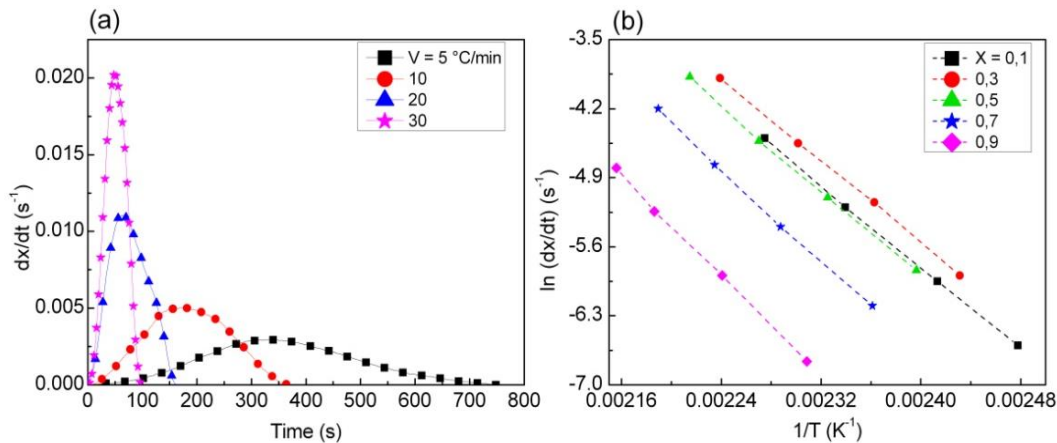 (a)
dx/dt (s⁻¹)
0.020
0.015
0.010
0.005
0.000
V = 5 °C/min
10
20
30
0 100 200 300 400 500 600 700 800
Time (s)
(b)
ln (dx/dt) (s⁻¹)
-3.5
-4.2
-4.9
-5.6
-6.3
-7.0
X = 0,1
0,3
0,5
0,7
0,9
0.00216 0.00224 0.00232 0.00240 0.00248
1/T (K⁻¹)